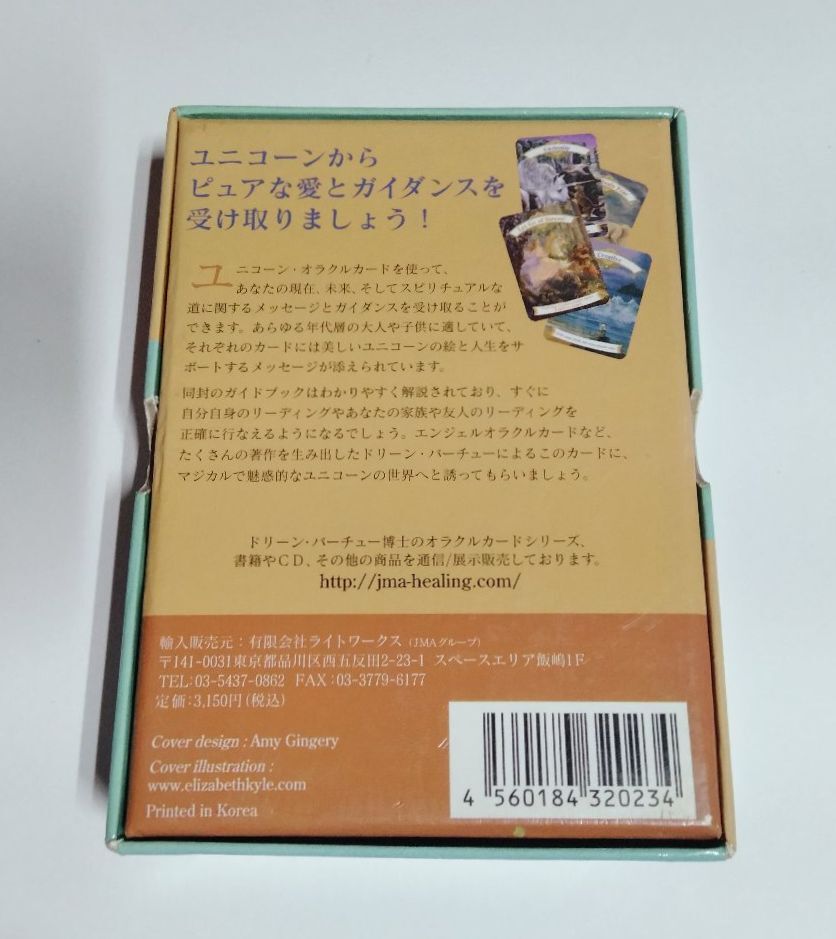 ユニコーンから
ピュアな愛とガイダンスを
受け取りましょう！
ユニコーン・オラクルカードを使って、
あなたの現在、未来、そしてスピリチュアルな
道に関するメッセージとガイダンスを受け取ることが
できます。あらゆる年代層の大人や子供に適していて、
それぞれのカードには美しいユニコーンの絵と人生をサ
ポートするメッセージが添えられています。
同封のガイドブックはわかりやすく解説されており、すぐに
自分自身のリーディングやあなたの家族や友人のリーディングを
正確に行なえるようになるでしょう。エンジェルオラクルカードなど、
たくさんの著作を生み出したドリーン・バーチューによるこのカードに、
マジカルで魅惑的なユニコーンの世界へと誘ってもらいましょう。
ドリーン・バーチュー博士のオラクルカードシリーズ、
書籍やCD、その他の商品を通信/展示販売しております。
http://jma-healing.com/
輸入販売元：有限会社ライトワークス（JMAグループ）
〒141-0031東京都品川区西五反田2-23-1 スペースエリア飯嶋1F
TEL:03-5437-0862 FAX:03-3779-6177
定価:3,150円(税込)
Cover design : Amy Gingery
Cover illustration :
www.elizabethkyle.com
Printed in Korea
4 560184 320234